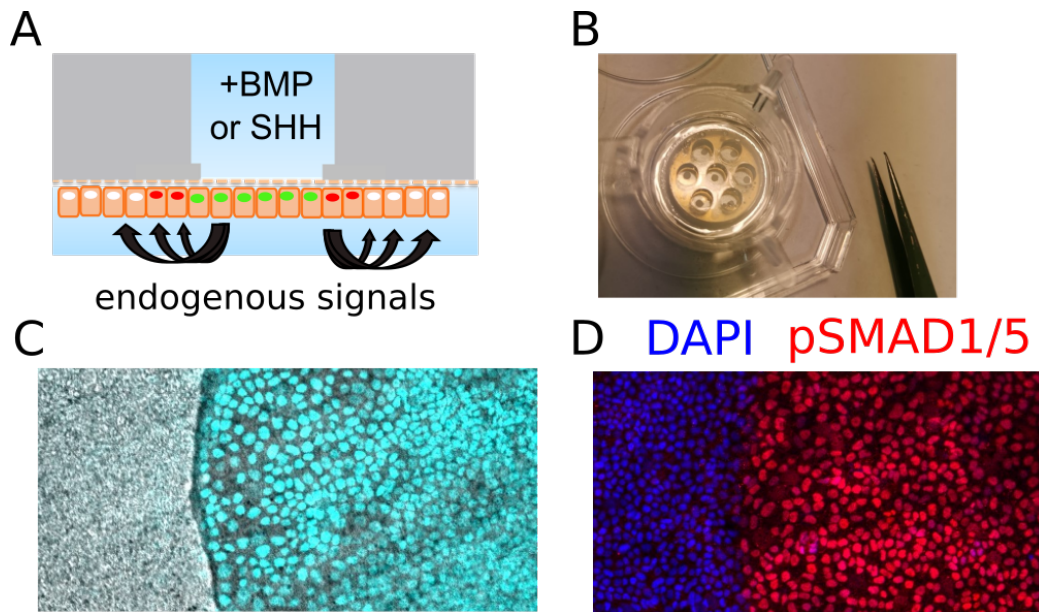 A
+BMP
or SHH
endogenous signals
B
C
D DAPI pSMAD1/5